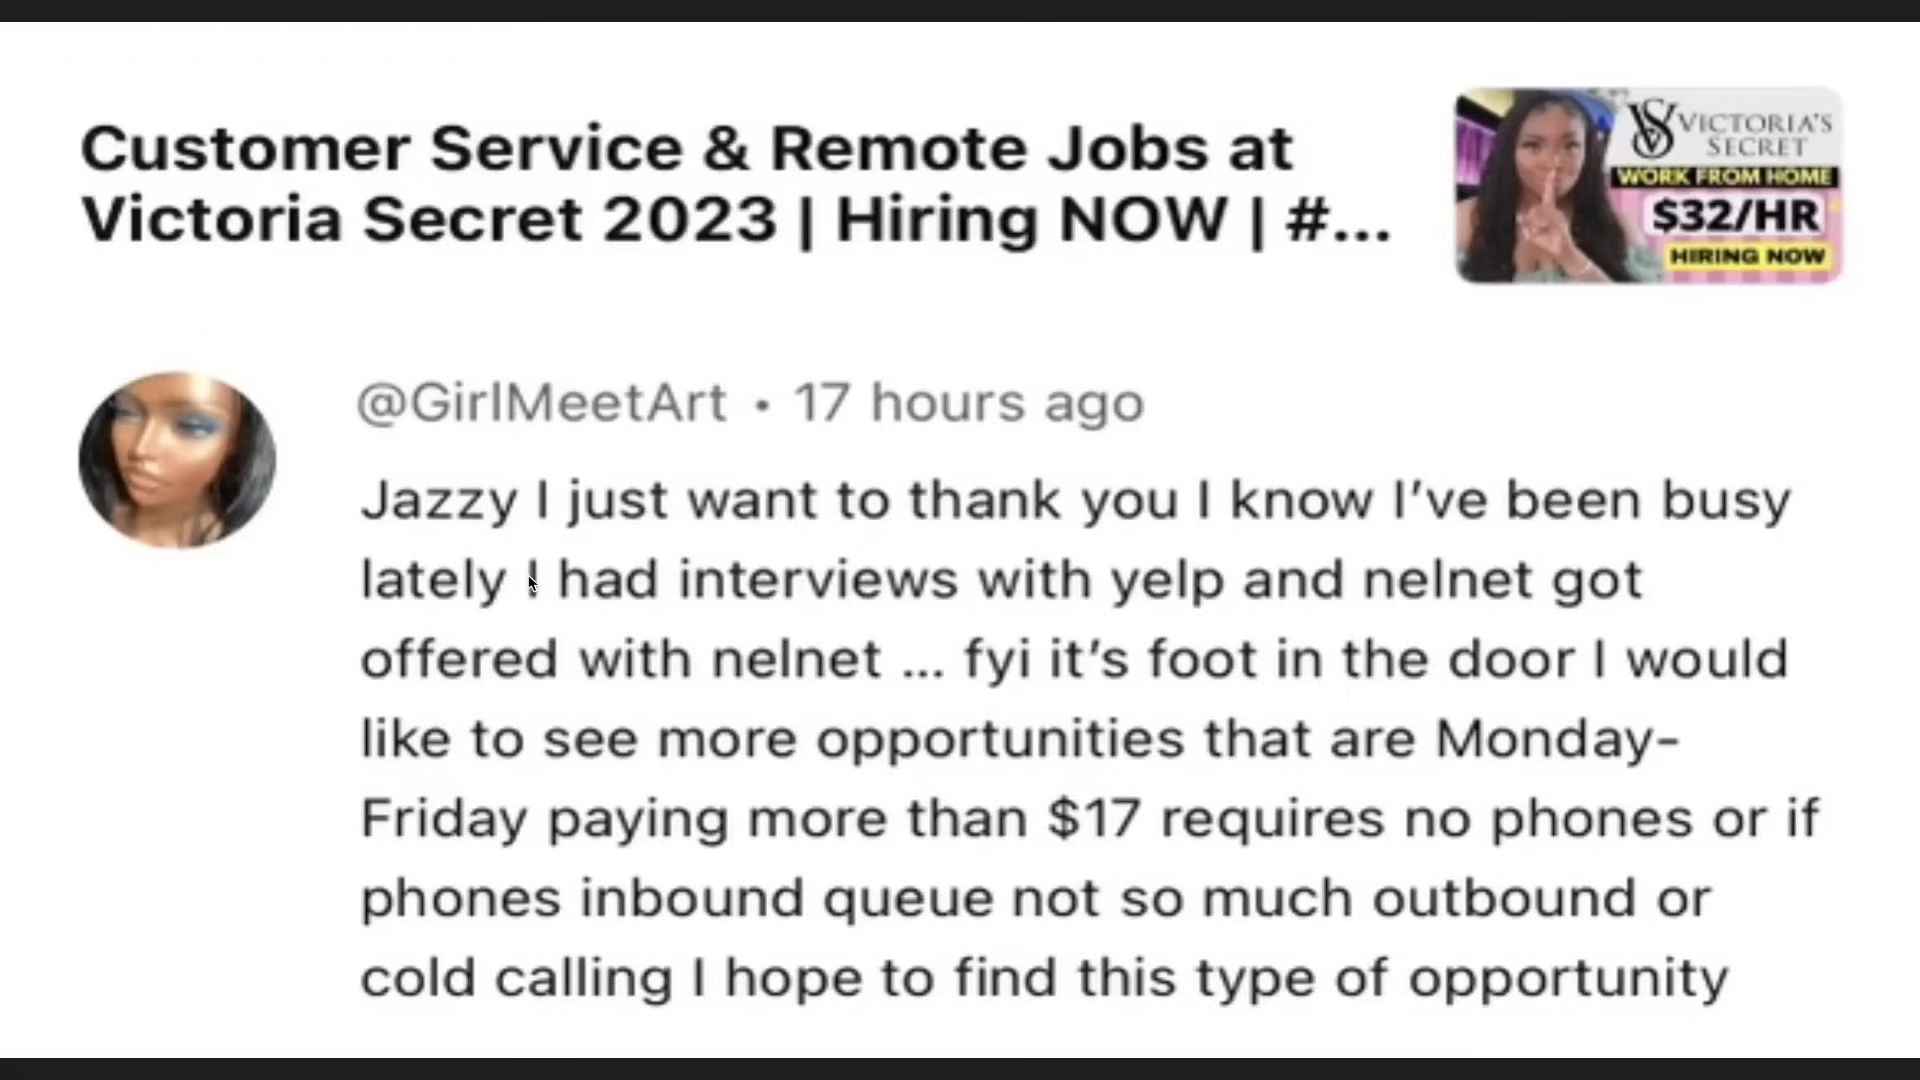 Customer Service & Remote Jobs at
Victoria Secret 2023 | Hiring NOW | #...
VS VICTORIA'S
SECRET
WORK FROM HOME
$32/HR
HIRING NOW
@GirlMeetArt • 17 hours ago
Jazzy I just want to thank you I know I've been busy
lately I had interviews with yelp and nelnet got
offered with nelnet ... fyi it's foot in the door I would
like to see more opportunities that are Monday-
Friday paying more than $17 requires no phones or if
phones inbound queue not so much outbound or
cold calling I hope to find this type of opportunity